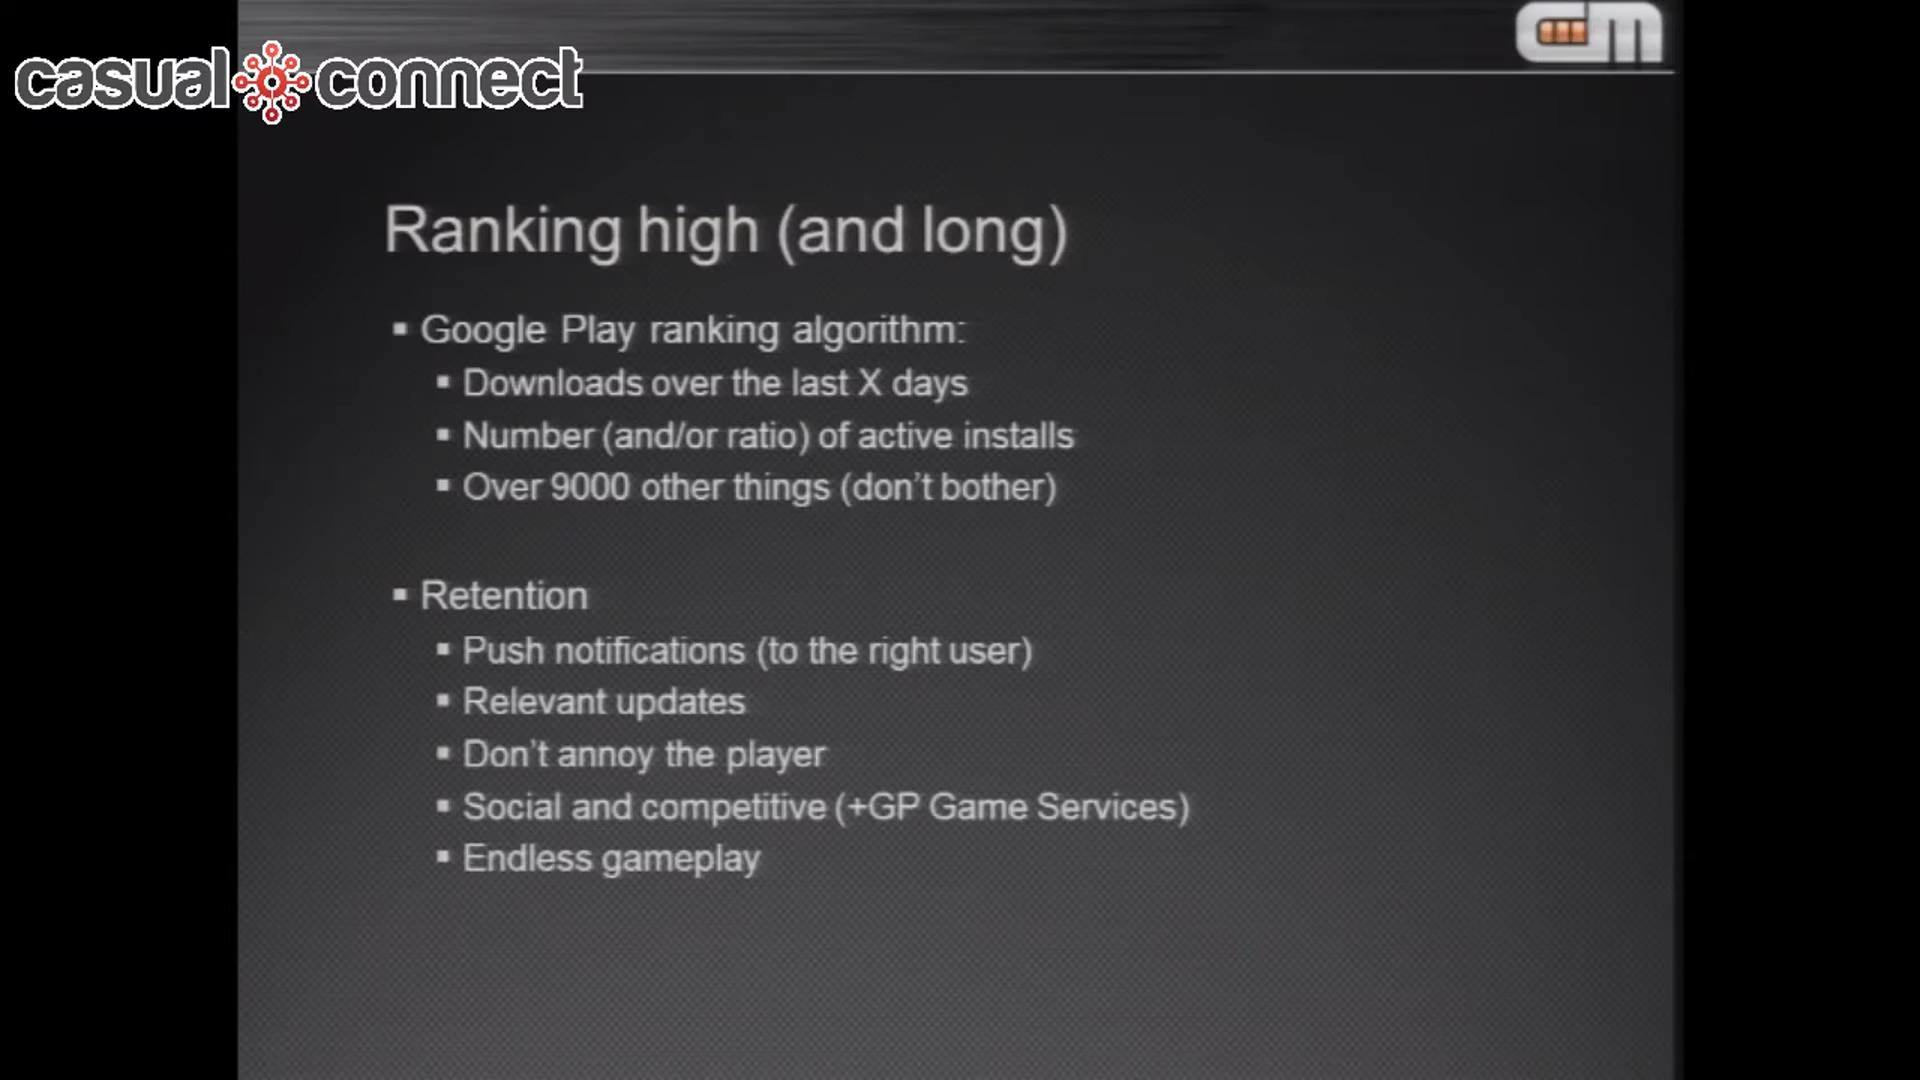 casual connect
Ranking high (and long)
▪ Google Play ranking algorithm:
▪ Downloads over the last X days
▪ Number (and/or ratio) of active installs
▪ Over 9000 other things (don't bother)
▪ Retention
▪ Push notifications (to the right user)
▪ Relevant updates
▪ Don't annoy the player
▪ Social and competitive (+GP Game Services)
▪ Endless gameplay